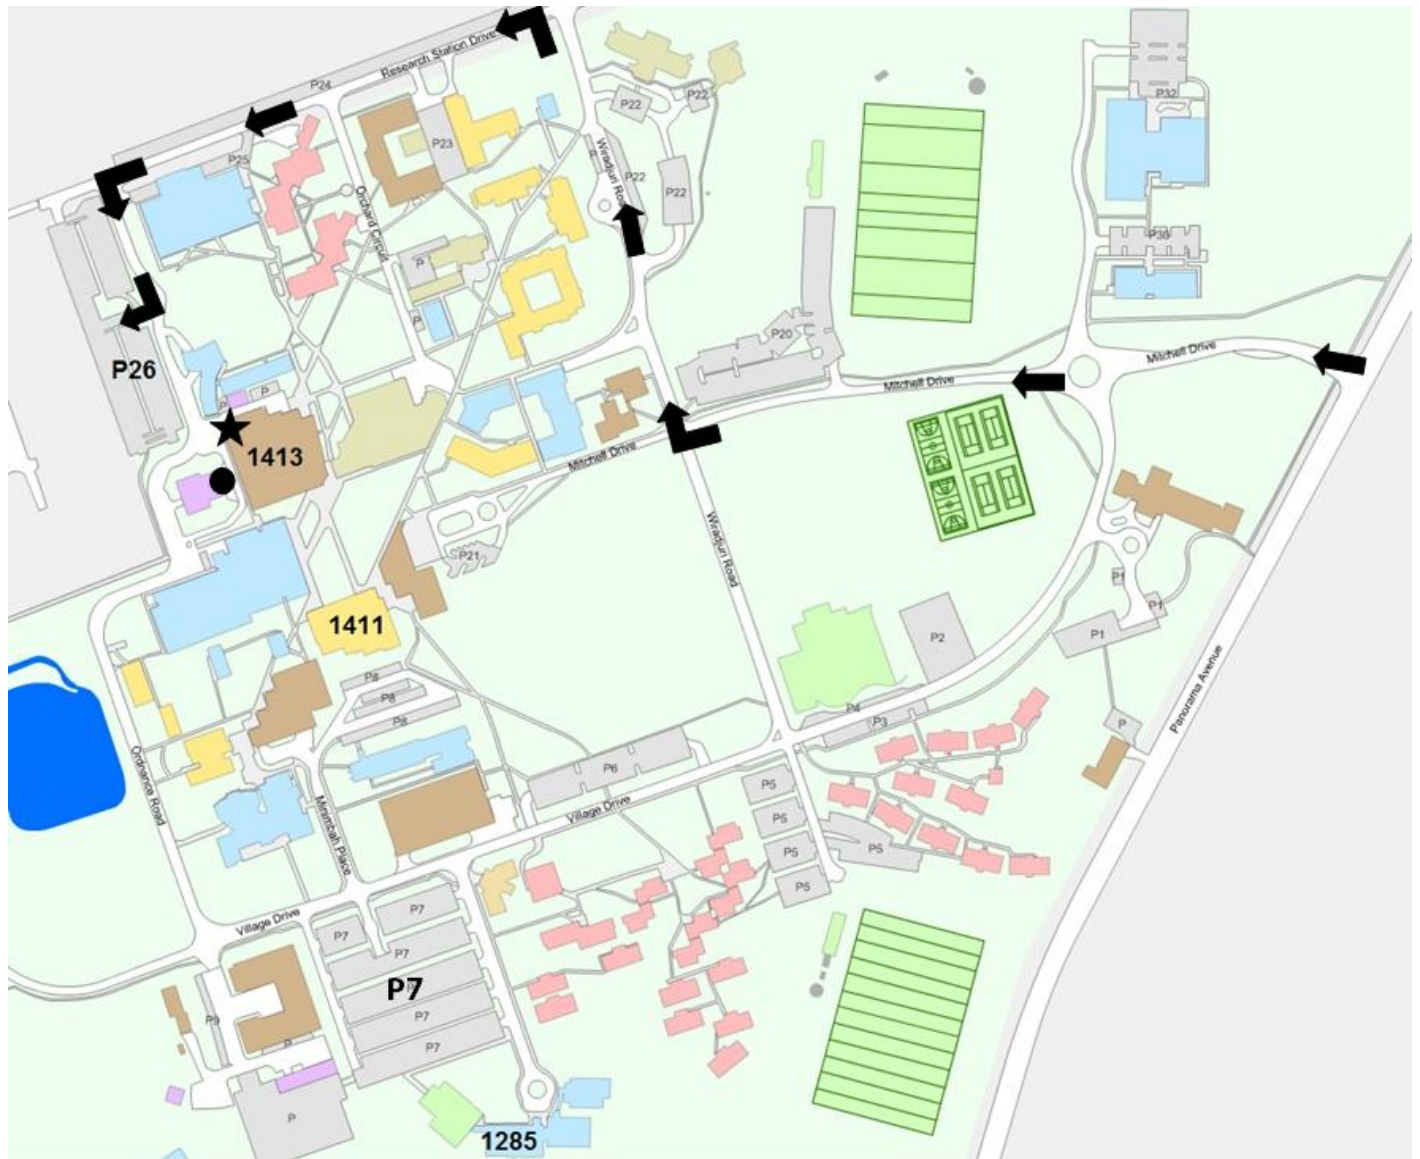 Research Station Drive
P24
P25
P23
P22
P22
P22
P22
Wiradjuri Road
P32
P30
Orchard Circuit
P
P
P20
Mitchell Drive
Mitchell Drive
P26
P
P
1413
Mitchell Drive
P21
Wiradjuri Road
P1
P1
P1
P2
1411
P8
P8
P8
P4
P3
P
Panorama Avenue
Ordnance Road
Minimbah Place
P6
Village Drive
P5
P5
P5
P5
P5
Village Drive
P7
P7
P7
P7
P7
P7
P9
P
P
1285